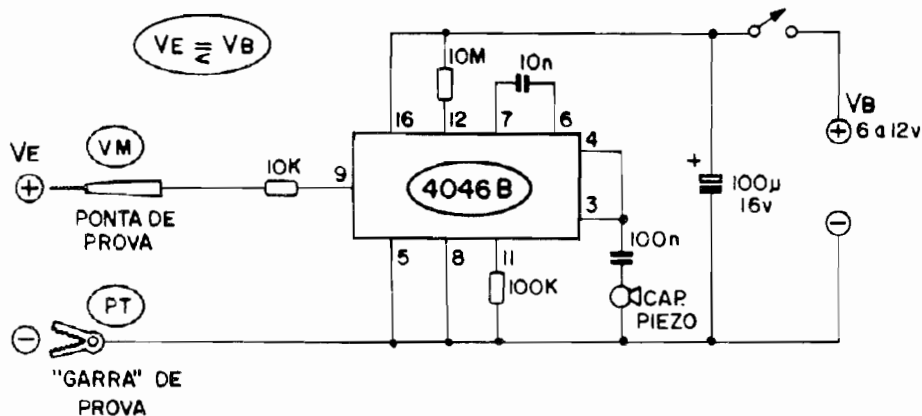 VE ≦ VB
10M
10n
16
12
7
6
4
VB
6 a 12v
VE
VM
10K
9
4046B
3
+
100µ
16v
PONTA DE
PROVA
5
8
11
100n
100K
CAP.
PIEZO
PT
"GARRA" DE
PROVA